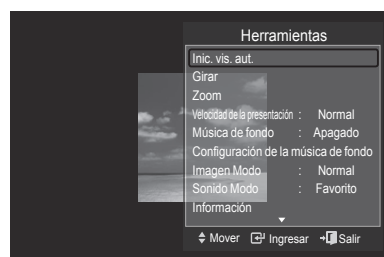 Herramientas
Inic. vis. aut.
Girar
Zoom
Velocidad de la presentación : Normal
Música de fondo : Apagado
Configuración de la música de fondo
Imagen Modo : Normal
Sonido Modo : Favorito
Información
Mover Ingresar Salir